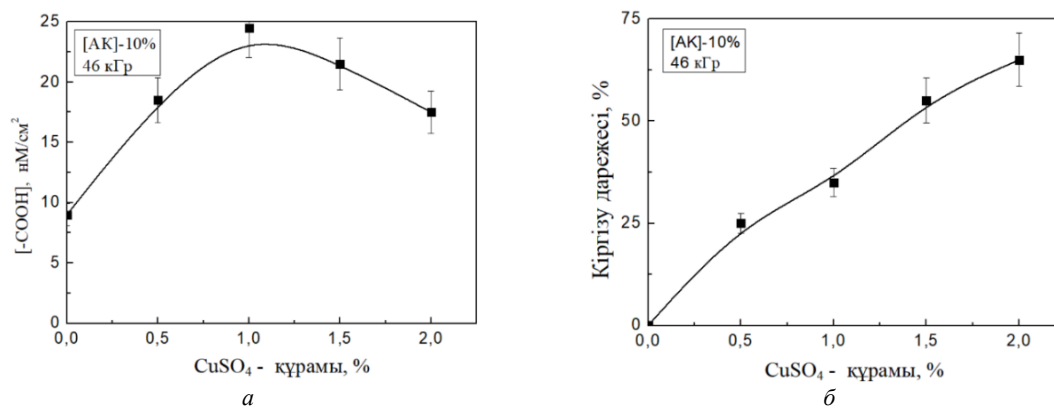 25
20
15
10
5
0
[-COOH], нМ/см²
[АК]-10%
46 кГр
0,0 0,5 1,0 1,5 2,0
CuSO₄ - құрамы, %
а
75
50
25
0
Кіргізу дарежесі, %
[АК]-10%
46 кГр
0,0 0,5 1,0 1,5 2,0
CuSO₄ - құрамы, %
б